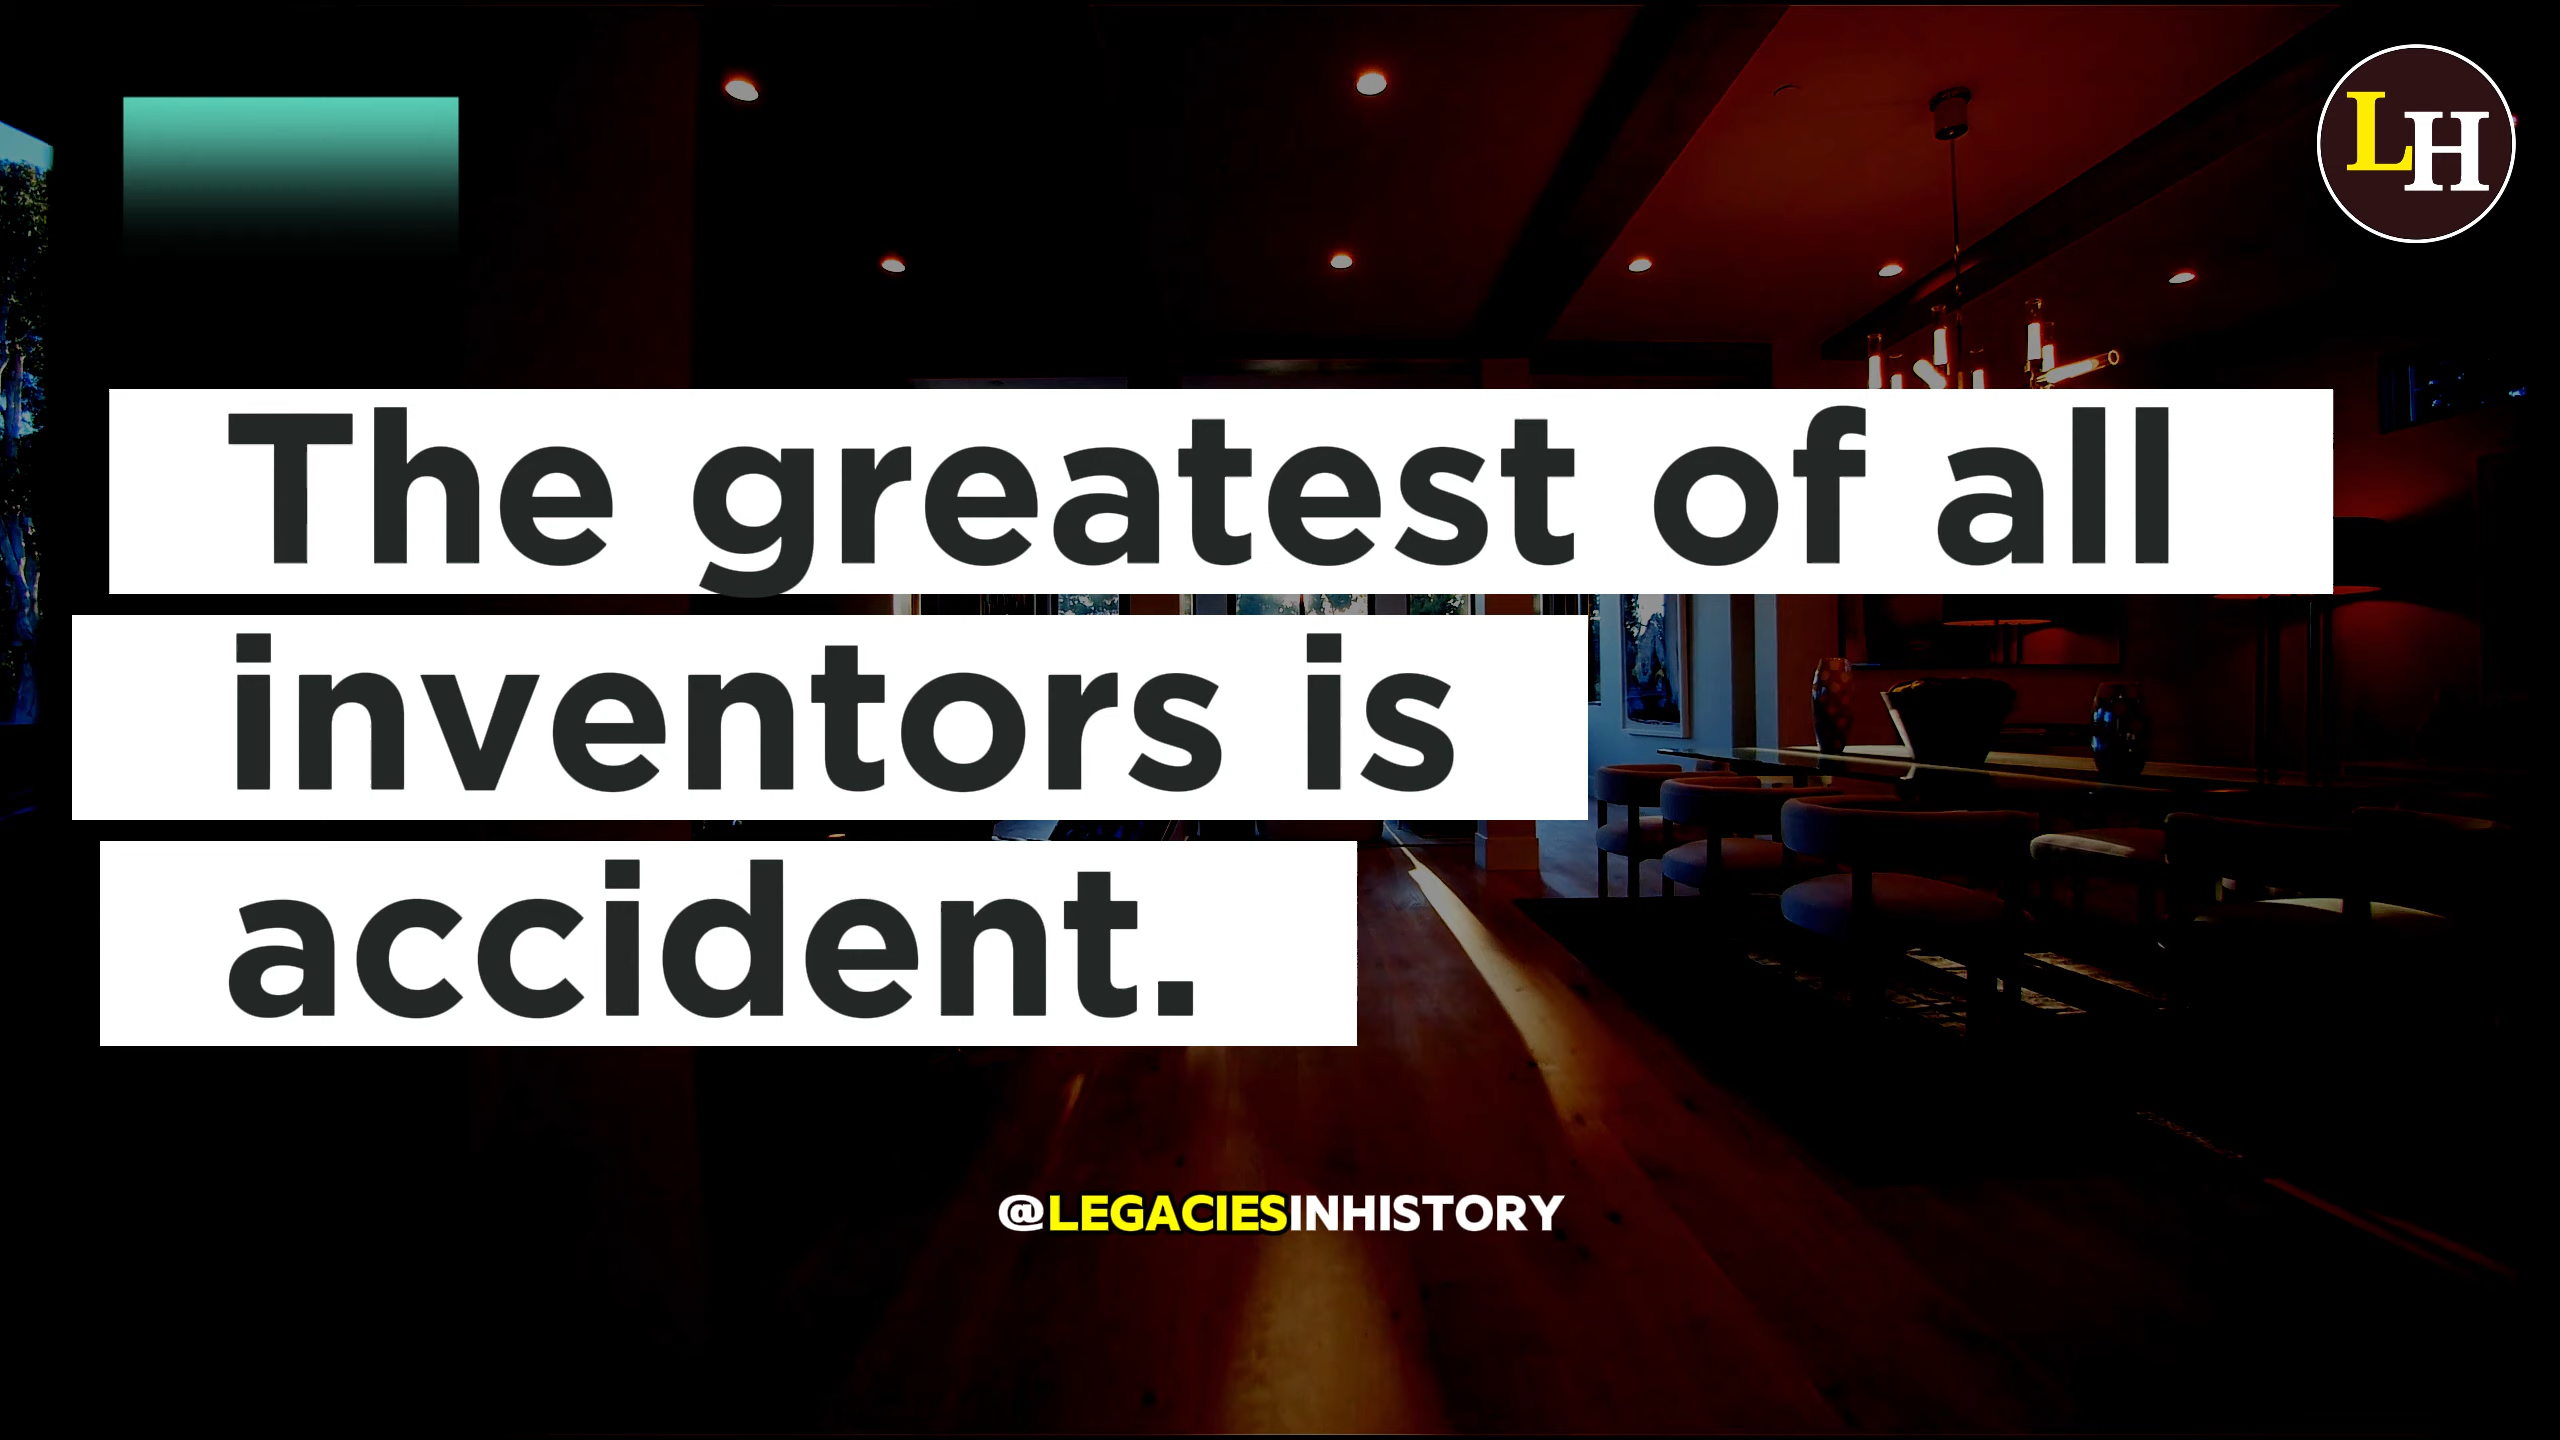 LH
The greatest of all
inventors is
accident.
@LEGACIESINHISTORY